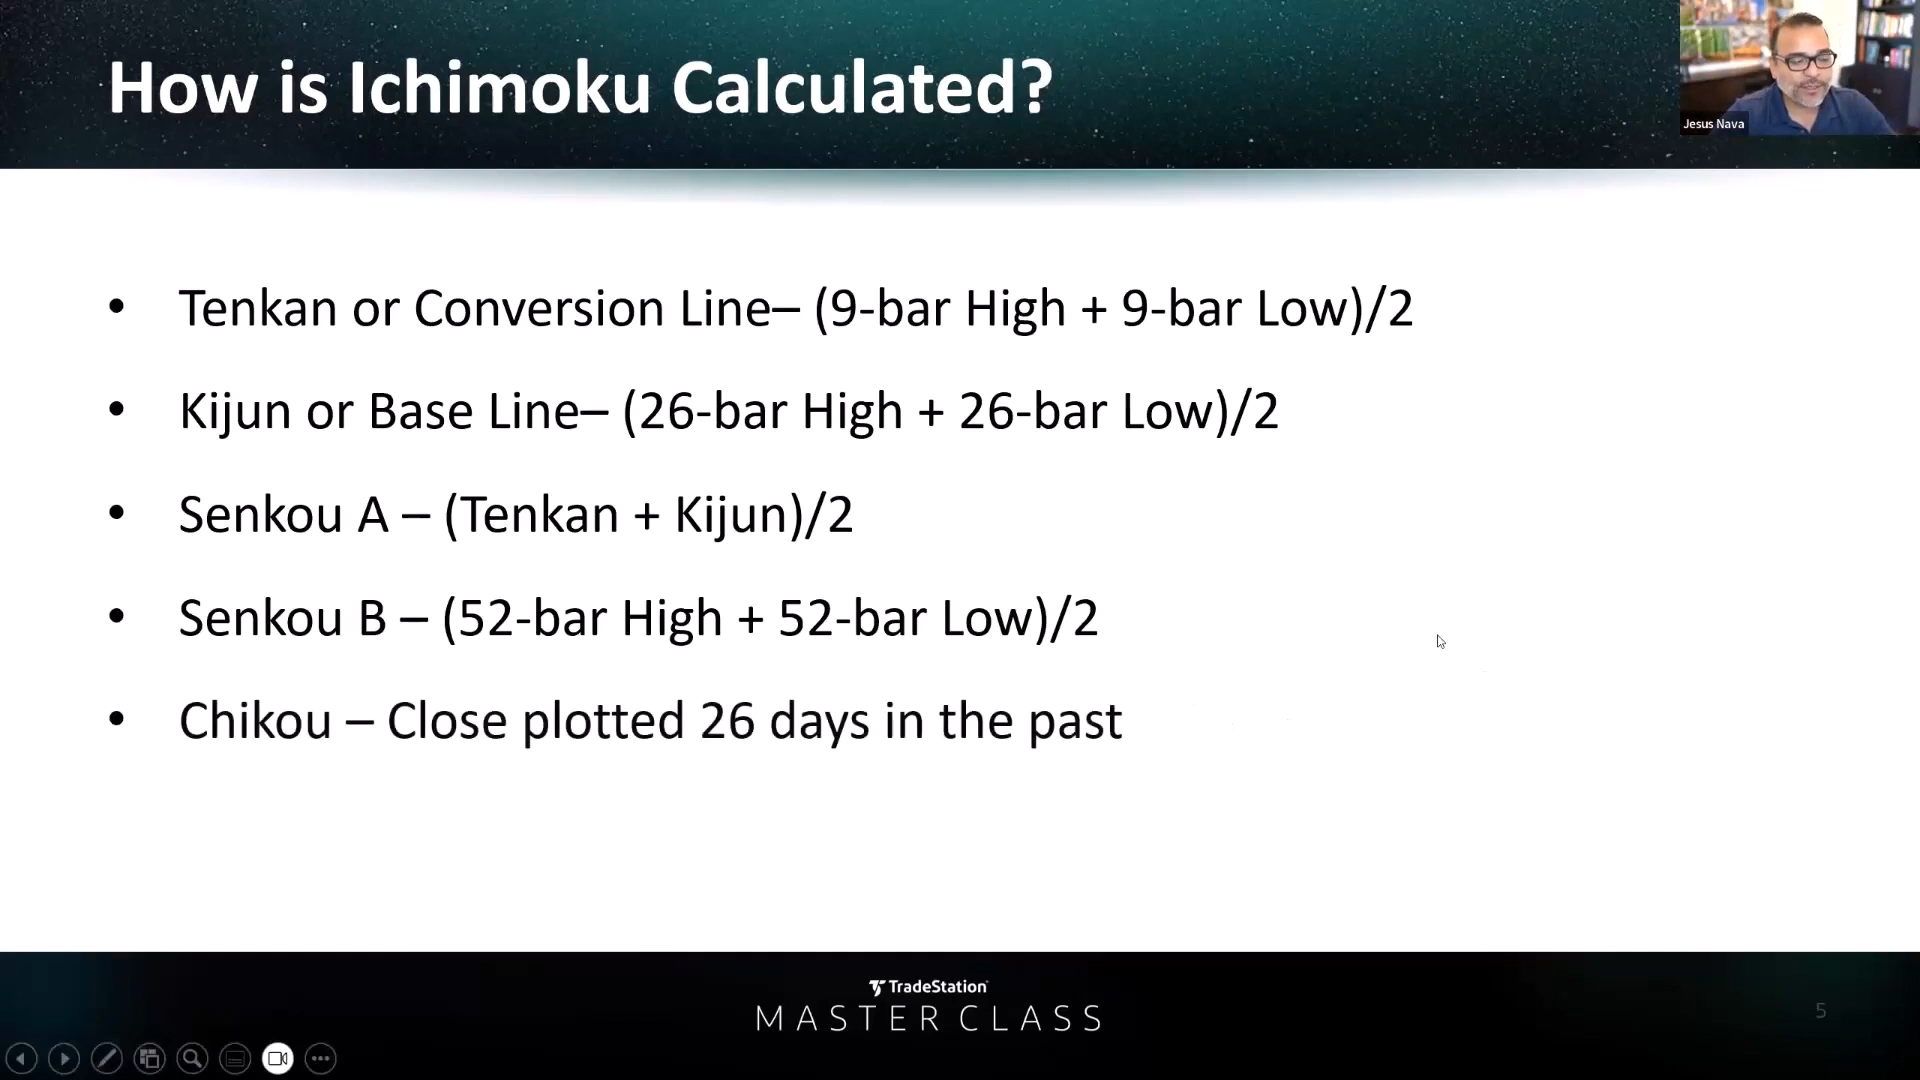 How is Ichimoku Calculated?
Jesus Nava
• Tenkan or Conversion Line– (9-bar High + 9-bar Low)/2
• Kijun or Base Line– (26-bar High + 26-bar Low)/2
• Senkou A – (Tenkan + Kijun)/2
• Senkou B – (52-bar High + 52-bar Low)/2
• Chikou – Close plotted 26 days in the past
TradeStation
MASTER CLASS
5